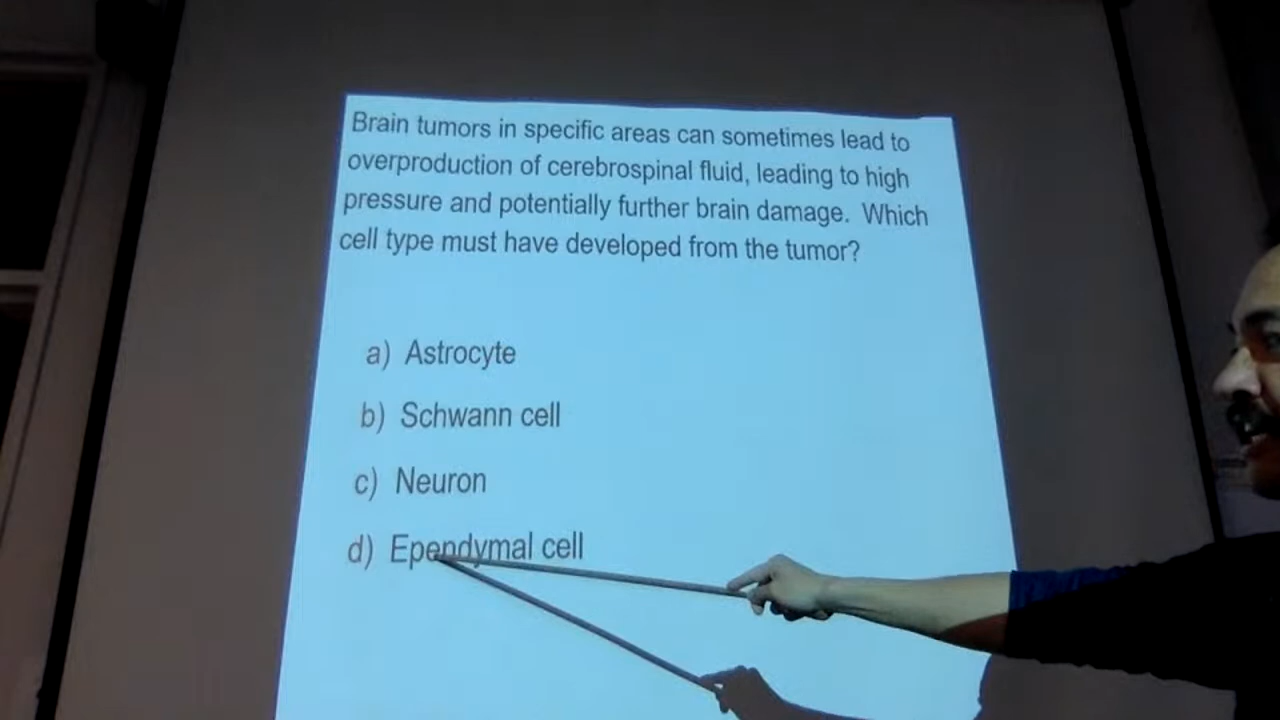 Brain tumors in specific areas can sometimes lead to
overproduction of cerebrospinal fluid, leading to high
pressure and potentially further brain damage. Which
cell type must have developed from the tumor?
a) Astrocyte
b) Schwann cell
c) Neuron
d) Ependymal cell